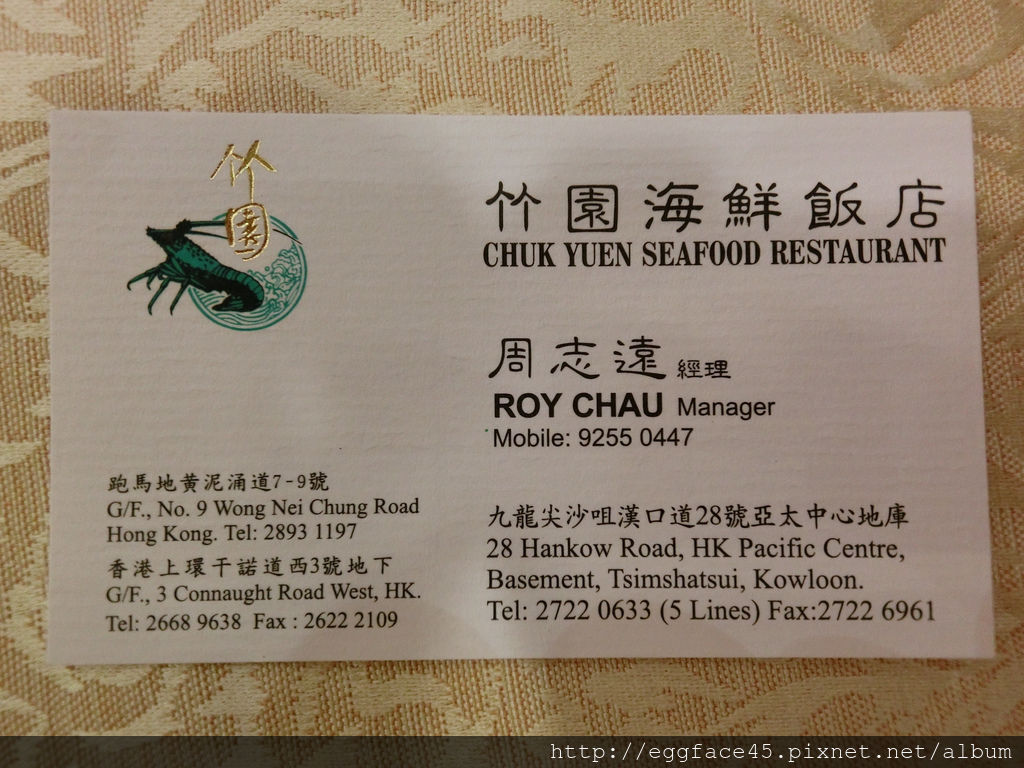 竹園
竹園海鮮飯店
CHUK YUEN SEAFOOD RESTAURANT
周志遠 經理
ROY CHAU Manager
Mobile: 9255 0447
跑馬地黃泥涌道7-9號
G/F., No. 9 Wong Nei Chung Road
Hong Kong. Tel: 2893 1197
香港上環干諾道西3號地下
G/F., 3 Connaught Road West, HK.
Tel: 2668 9638 Fax : 2622 2109
九龍尖沙咀漢口道28號亞太中心地庫
28 Hankow Road, HK Pacific Centre,
Basement, Tsimshatsui, Kowloon.
Tel: 2722 0633 (5 Lines) Fax:2722 6961
http://eggface45.pixnet.net/album